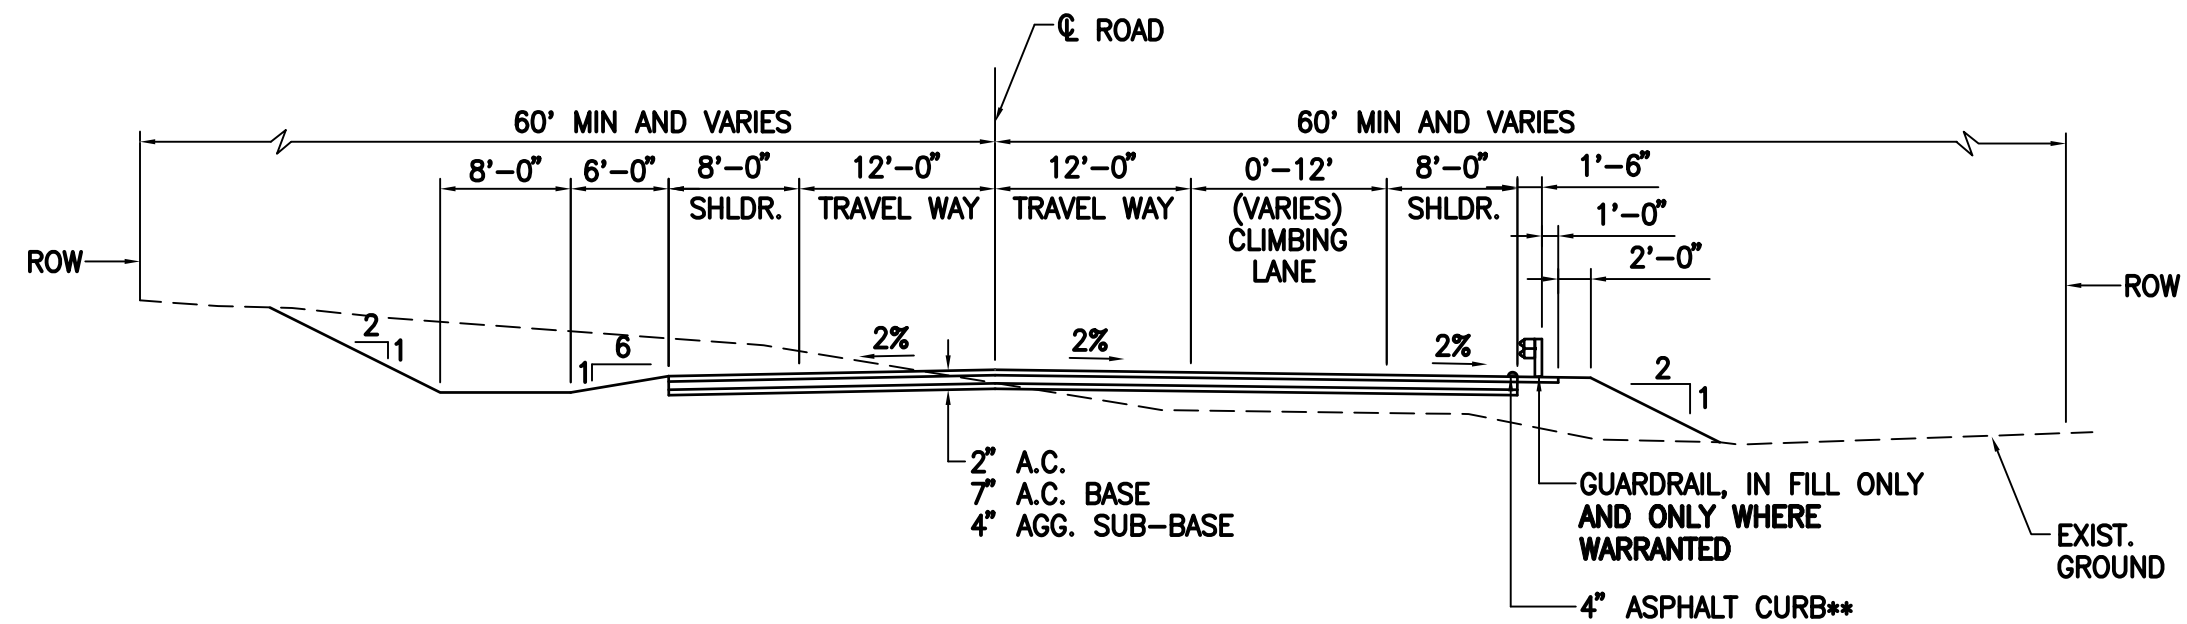 ℄ ROAD
60' MIN AND VARIES
60' MIN AND VARIES
8'-0"
6'-0"
8'-0"
12'-0"
12'-0"
0'-12'
8'-0"
1'-6"
SHLDR.
TRAVEL WAY
TRAVEL WAY
(VARIES)
CLIMBING
LANE
SHLDR.
1'-0"
2'-0"
ROW
ROW
2
1
6
1
2%
2%
2%
2
1
2" A.C.
7" A.C. BASE
4" AGG. SUB-BASE
GUARDRAIL, IN FILL ONLY
AND ONLY WHERE
WARRANTED
EXIST.
GROUND
4" ASPHALT CURB**